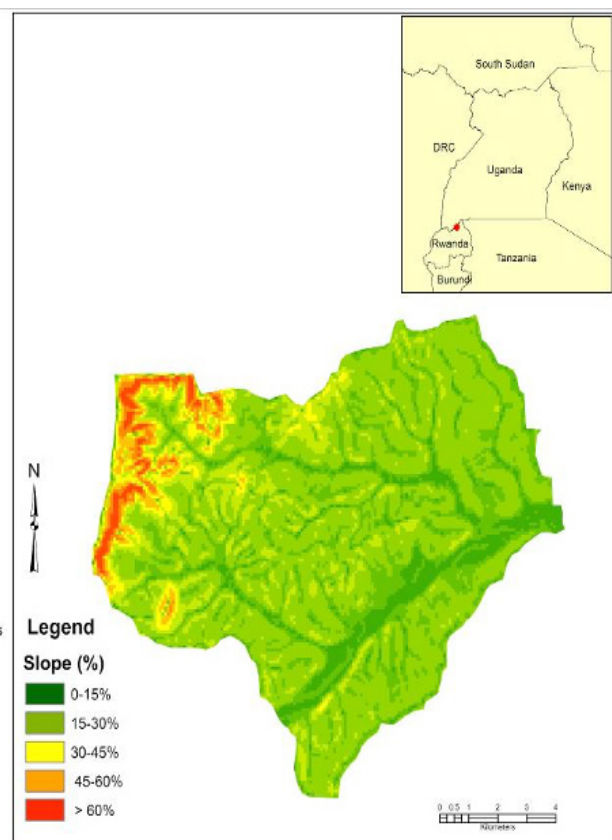 South Sudan
DRC
Uganda
Kenya
Rwanda
Tanzania
Burund
N
s
Legend
Slope (%)
0-15%
15-30%
30-45%
45-60%
> 60%
0 0.5 1 2 3 4
Kilometers